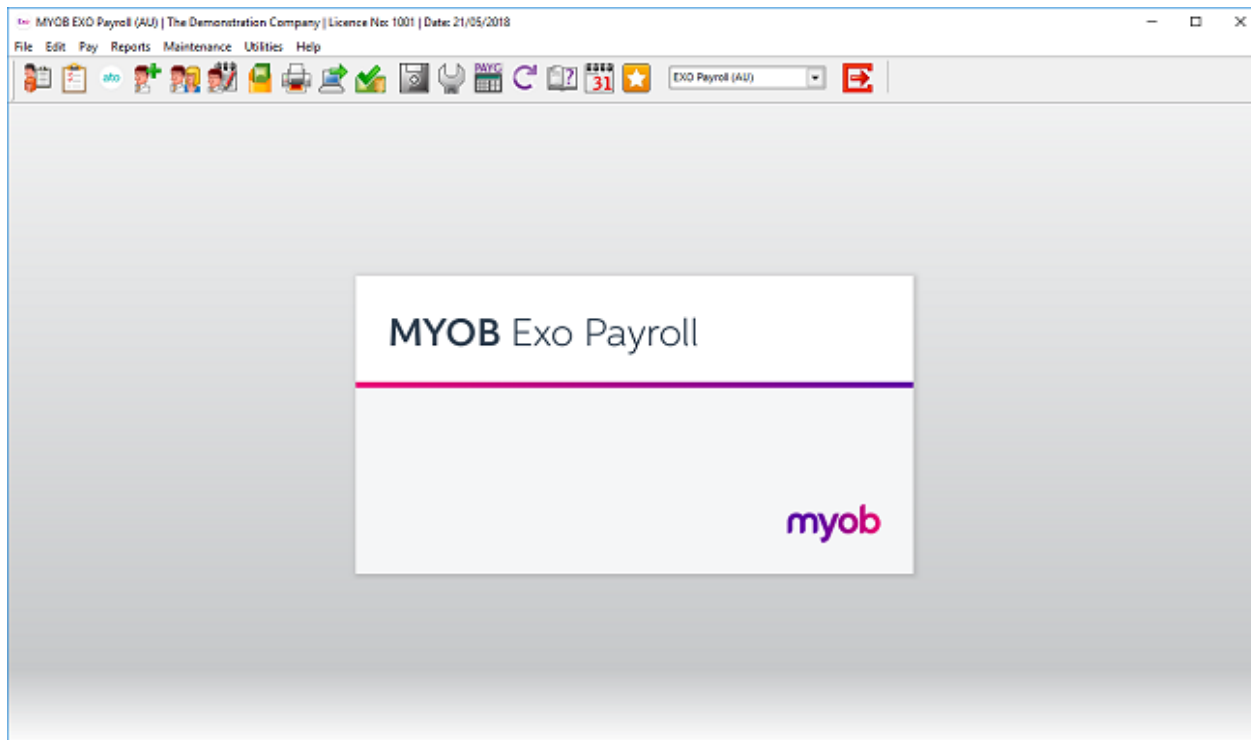 MYOB EXO Payroll (AU) | The Demonstration Company | Licence No: 1001 | Date: 21/05/2018
File Edit Pay Reports Maintenance Utilities Help
ato PAYG 31 ? EXO Payroll (AU)
MYOB Exo Payroll
myob